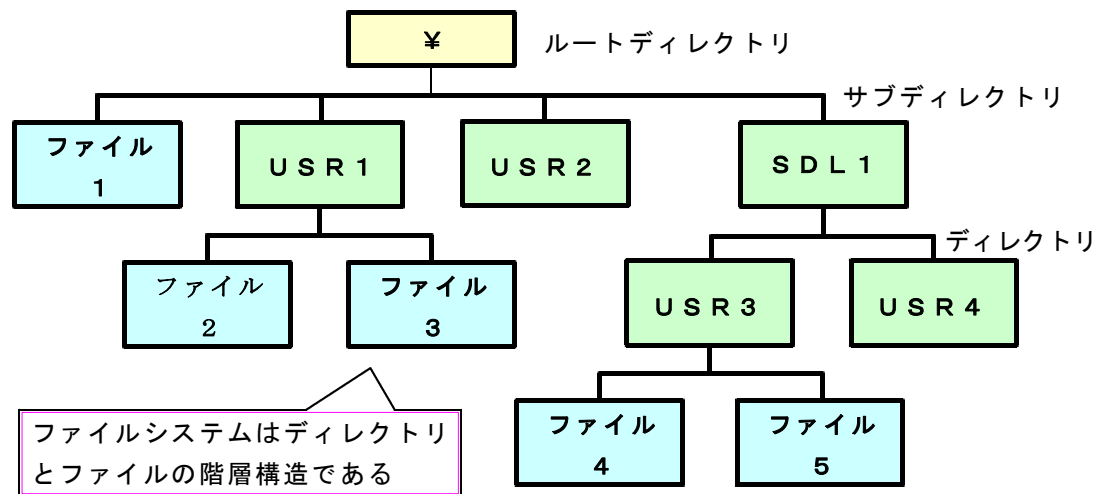 ¥
ルートディレクトリ
サブディレクトリ
ファイル
1
USR1
USR2
SDL1
ディレクトリ
ファイル
2
ファイル
3
USR3
USR4
ファイルシステムはディレクトリ
とファイルの階層構造である
ファイル
4
ファイル
5